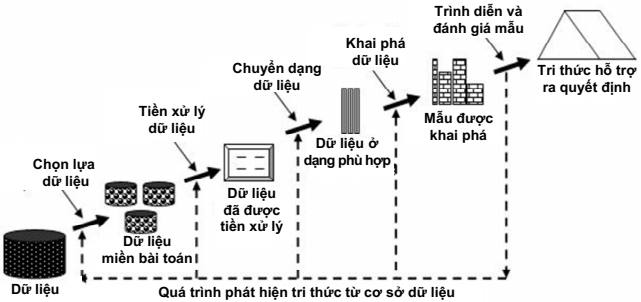 Trình diễn và
đánh giá mẫu
Khai phá
dữ liệu
Chuyển dạng
dữ liệu
Tri thức hỗ trợ
ra quyết định
Tiền xử lý
dữ liệu
Mẫu được
khai phá
Dữ liệu ở
dạng phù hợp
Chọn lựa
dữ liệu
Dữ liệu
đã được
tiền xử lý
Dữ liệu
miền bài toán
Dữ liệu
Quá trình phát hiện tri thức từ cơ sở dữ liệu